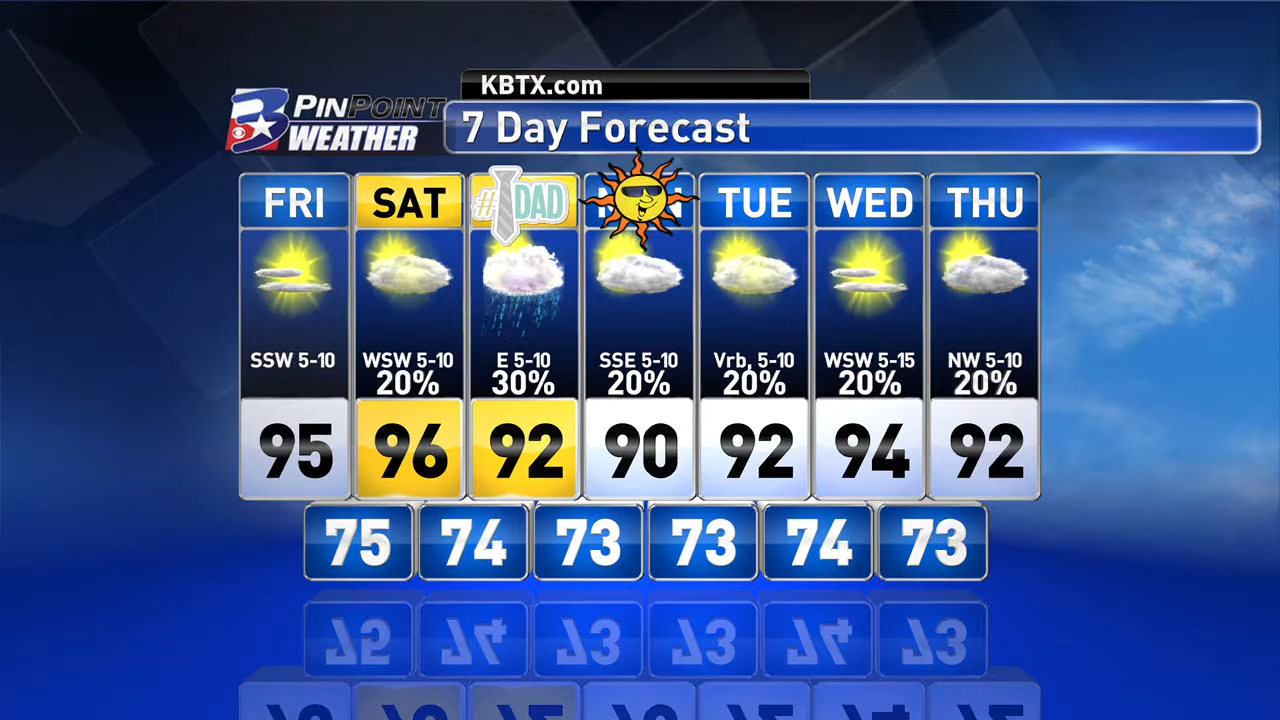 KBTX.com
3 PINPOINT
WEATHER
7 Day Forecast
FRI SAT #1 DAD TUE WED THU
SSW 5-10 WSW 5-10 E 5-10 SSE 5-10 Vrb. 5-10 WSW 5-15 NW 5-10
20% 30% 20% 20% 20% 20%
95 96 92 90 92 94 92
75 74 73 73 74 73